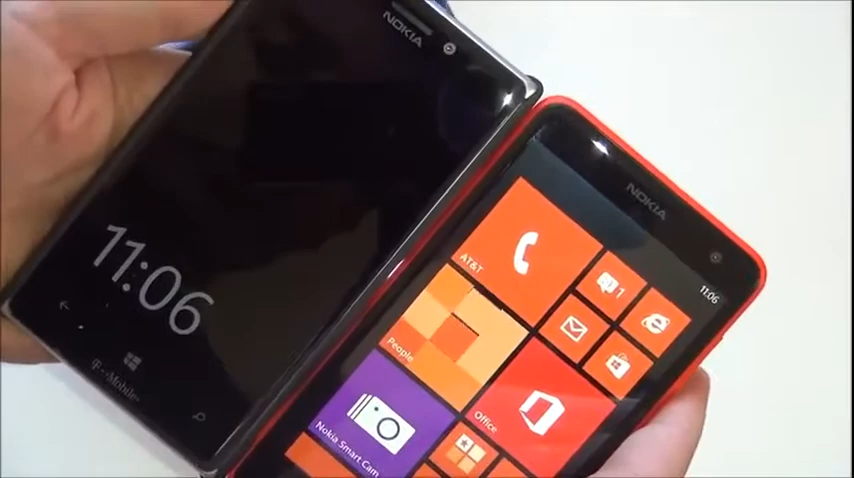 NOKIA
11:06
T-Mobile
NOKIA
11:06
AT&T
1
People
Office
Nokia Smart Cam